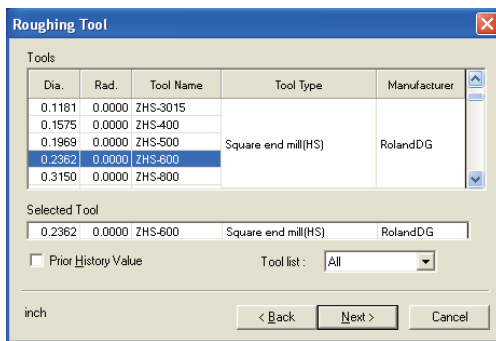 Roughing Tool
Tools
Dia. Rad. Tool Name Tool Type Manufacturer
0.1181 0.0000 ZHS-3015
0.1575 0.0000 ZHS-400
0.1969 0.0000 ZHS-500 Square end mill(HS) RolandDG
0.2362 0.0000 ZHS-600
0.3150 0.0000 ZHS-800
Selected Tool
0.2362 0.0000 ZHS-600 Square end mill(HS) RolandDG
Prior History Value Tool list : All
inch < Back Next > Cancel